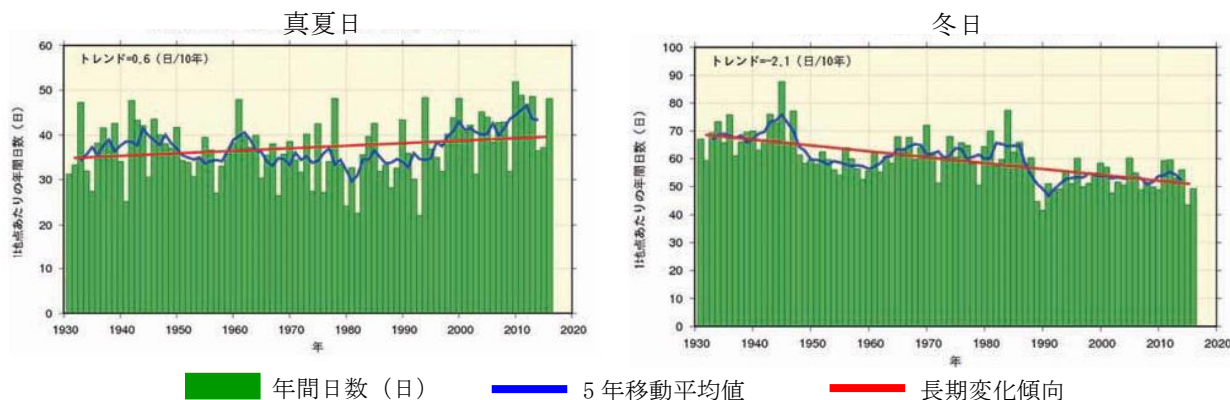 真夏日
トレンド=0.6(日/10年)
1地点あたりの年間日数(日)
60
50
40
30
20
10
0
1930 1940 1950 1960 1970 1980 1990 2000 2010 2020
年
冬日
トレンド=-2.1(日/10年)
1地点あたりの年間日数(日)
100
90
80
70
60
50
40
30
20
10
0
1930 1940 1950 1960 1970 1980 1990 2000 2010 2020
年
年間日数(日) 5年移動平均値 長期変化傾向